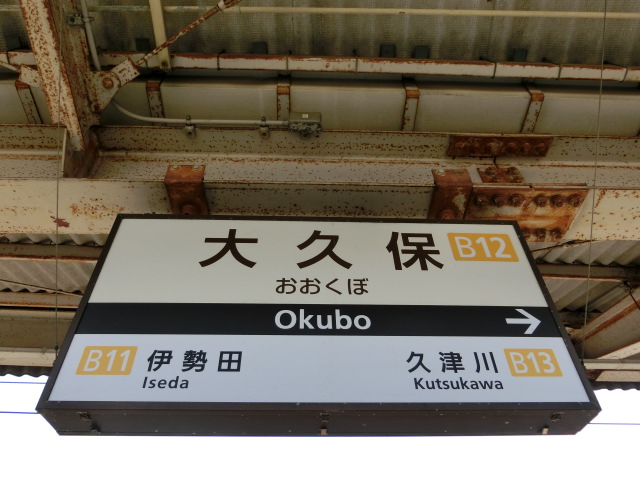 大久保 B12
おおくぼ
Okubo →
B11 伊勢田 久津川 B13
Iseda Kutsukawa